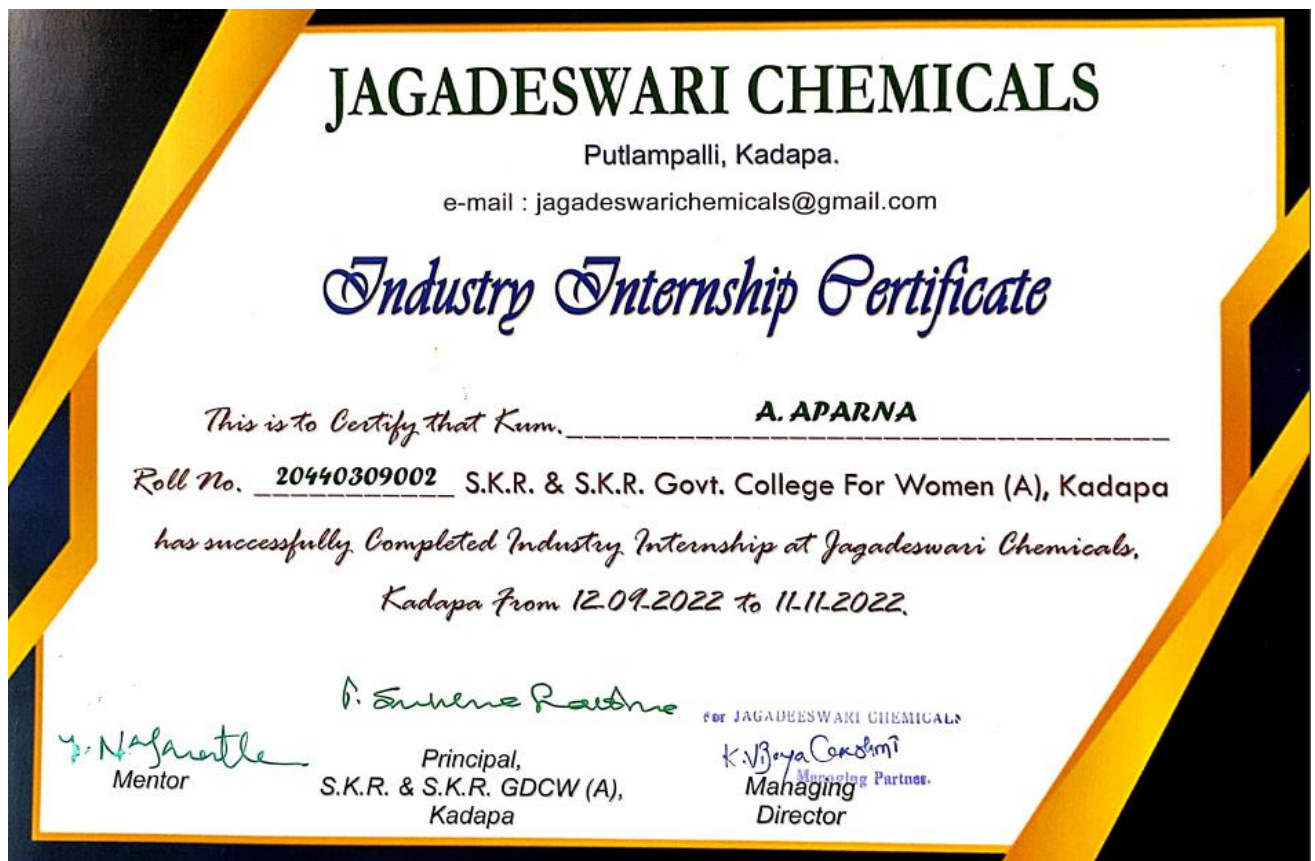 JAGADESWARI CHEMICALS
Putlampalli, Kadapa.
e-mail : jagadeswarichemicals@gmail.com
Industry Internship Certificate
This is to Certify that Kum. A. APARNA
Roll No. 20440309002 S.K.R. & S.K.R. Govt. College For Women (A), Kadapa
has successfully Completed Industry Internship at Jagadeswari Chemicals,
Kadapa From 12-09-2022 to 11-11-2022.
For JAGADEESWARI CHEMICALS
Managing Partner.
Mentor
Principal,
S.K.R. & S.K.R. GDCW (A),
Kadapa
Managing
Director